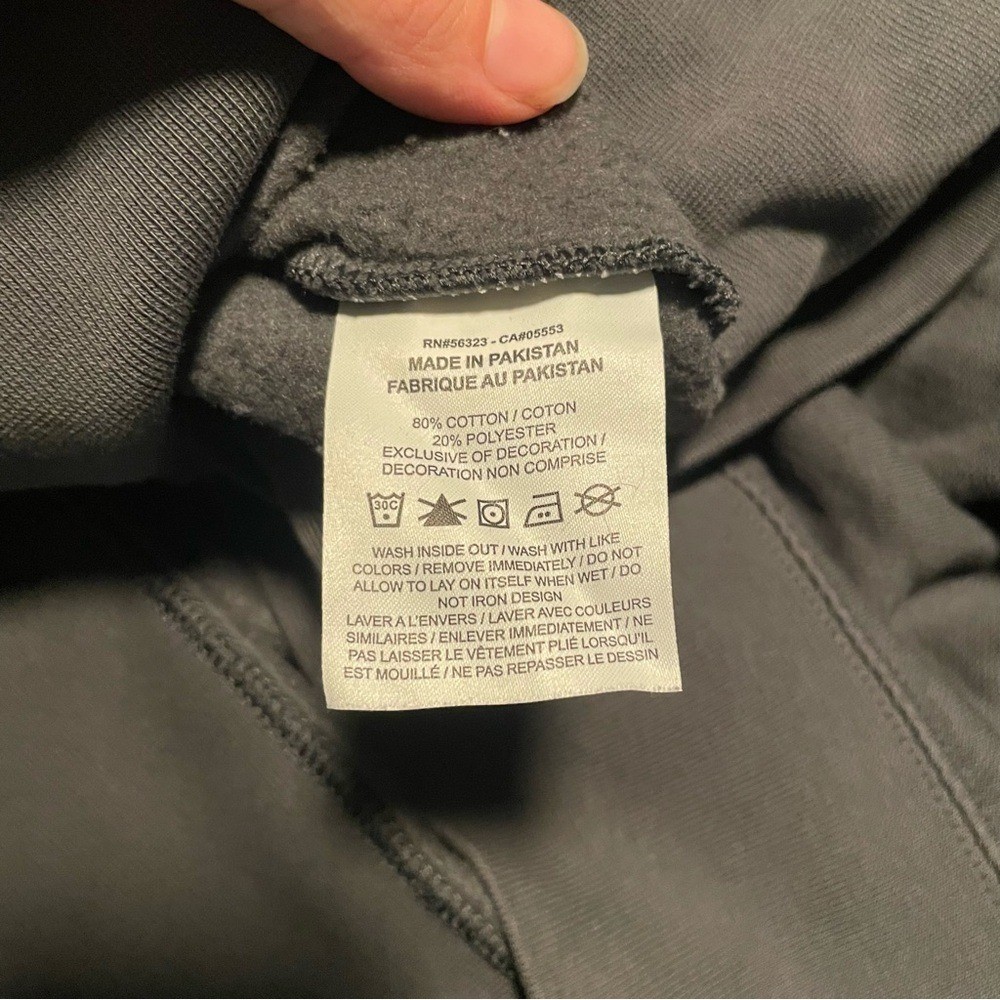 RN#56323 - CA#05553
MADE IN PAKISTAN
FABRIQUE AU PAKISTAN
80% COTTON / COTON
20% POLYESTER
EXCLUSIVE OF DECORATION /
DECORATION NON COMPRISE
30C
WASH INSIDE OUT / WASH WITH LIKE
COLORS / REMOVE IMMEDIATELY / DO NOT
ALLOW TO LAY ON ITSELF WHEN WET / DO
NOT IRON DESIGN
LAVER A L'ENVERS / LAVER AVEC COULEURS
SIMILAIRES / ENLEVER IMMEDIATEMENT / NE
PAS LAISSER LE VÊTEMENT PLIÉ LORSQU'IL
EST MOUILLÉ / NE PAS REPASSER LE DESSIN